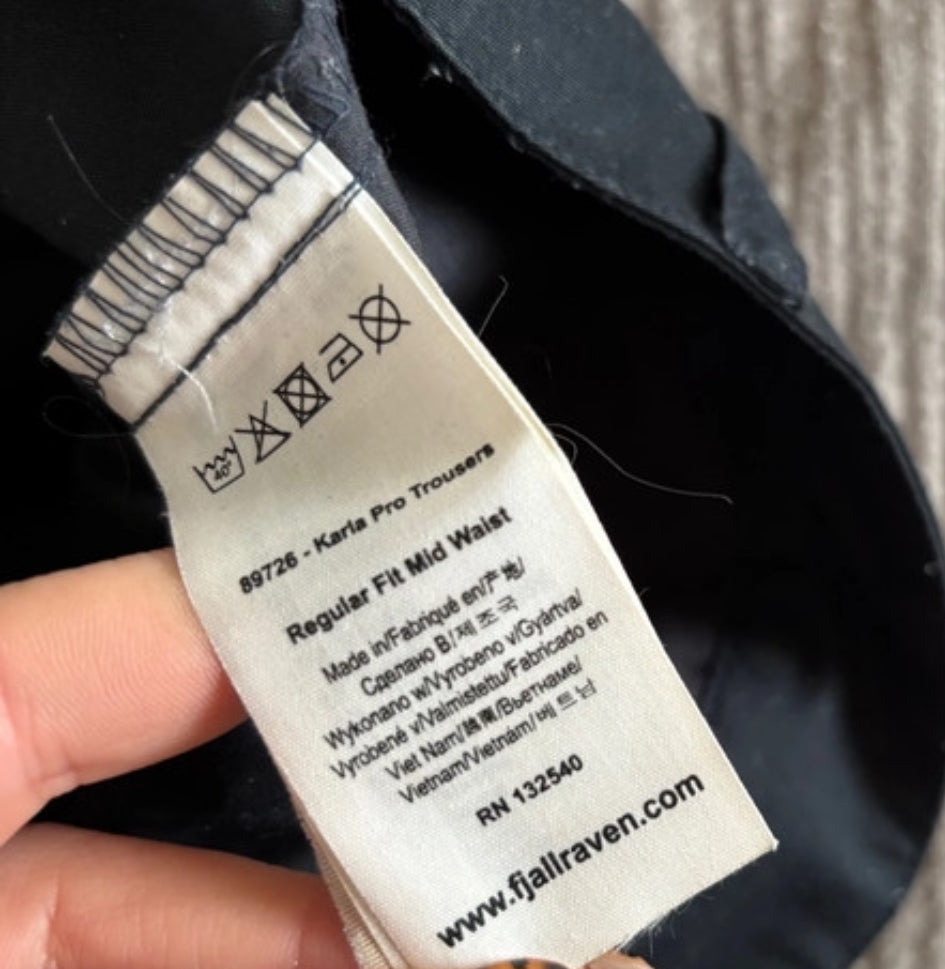 40°
89726 - Karla Pro Trousers
Regular Fit Mid Waist
Made in/Fabriqué en/产地/
Сделано В/제조국
Wykonano w/Vyrobeno v/Gyártva/
Vyrobené v/Valmistettu/Fabricado en
Viet Nam/越南/Вьетнаме/
Vietnam/Vietnám/베트남
RN 132540
www.fjallraven.com